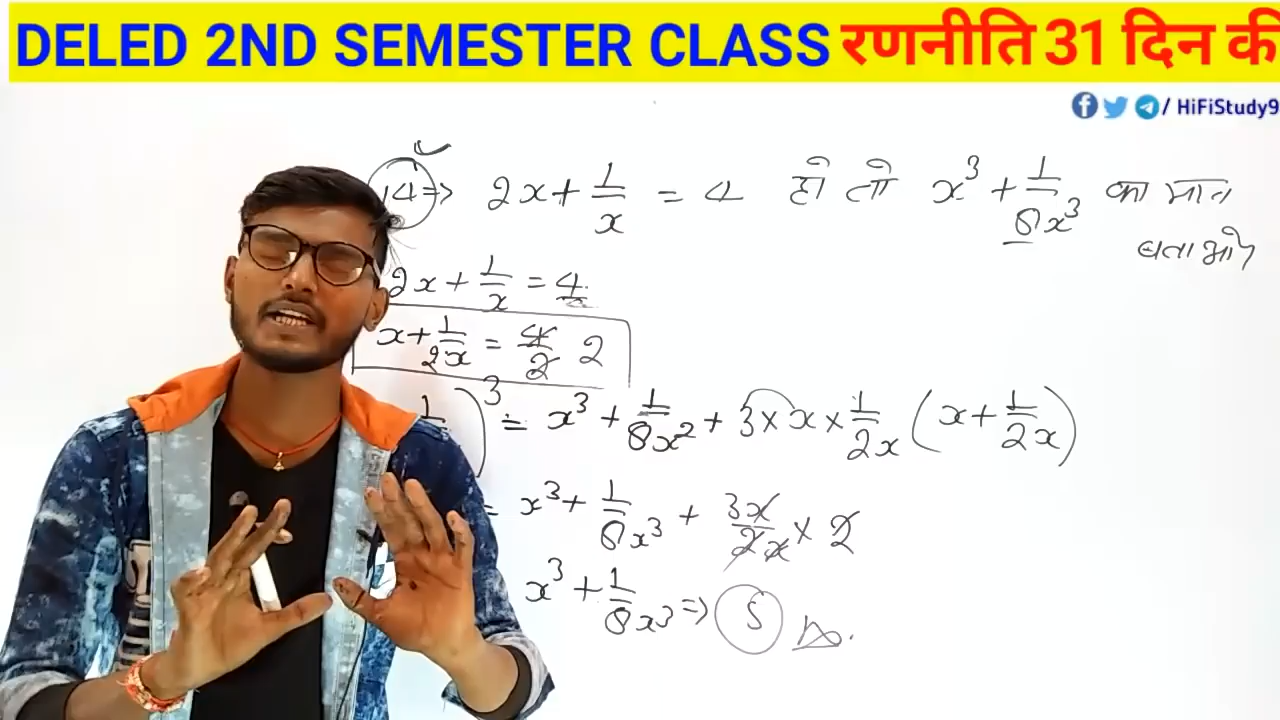 DELED 2ND SEMESTER CLASS रणनीति 31 दिन की
/ HiFiStudy9
14 ⇒ 2x + 1/x = 4 हो तो x³ + 1/8x³ का मान
बताओ?
2x + 1/x = 4
x + 1/2x = 4/2 2
)³ = x³ + 1/8x² + 3 × x × 1/2x (x + 1/2x)
= x³ + 1/8x³ + 3x/2x × 2
x³ + 1/8x³ ⇒ 5